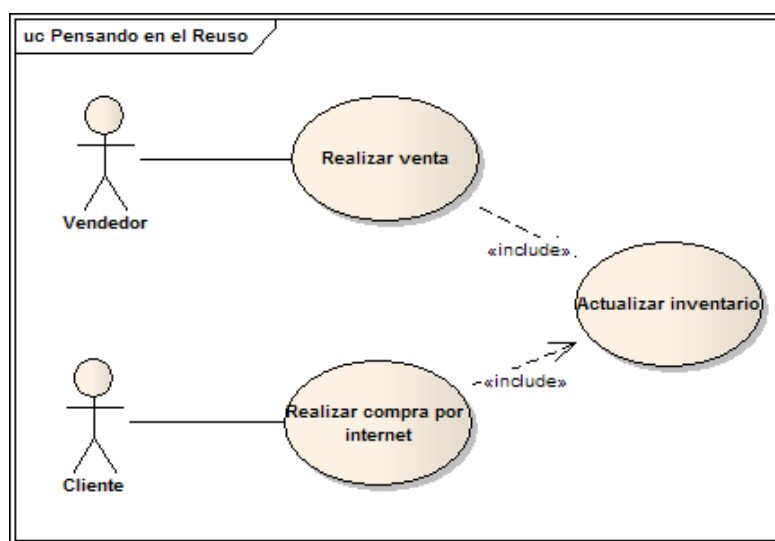 uc Pensando en el Reuso
Realizar venta
Vendedor
«include»
Actualizar inventario
«include»
Realizar compra por
internet
Cliente